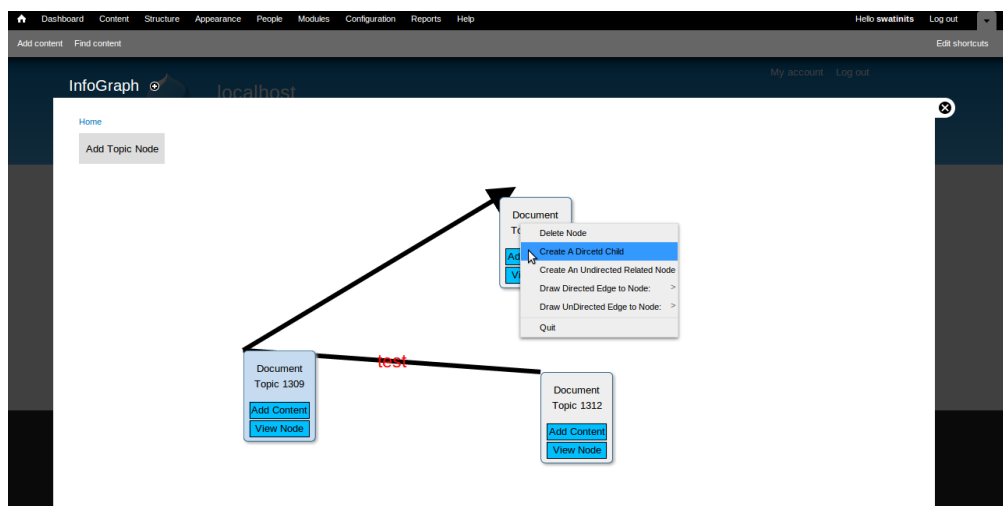 Dashboard Content Structure Appearance People Modules Configuration Reports Help Hello swatinits Log out
Add content Find content Edit shortcuts
My account Log out
InfoGraph
localhost
Home
Add Topic Node
Document
Delete Node
Create A Dircetd Child
Create An Undirected Related Node
Draw Directed Edge to Node: >
Draw UnDirected Edge to Node: >
Quit
test
Document
Topic 1309
Add Content
View Node
Document
Topic 1312
Add Content
View Node